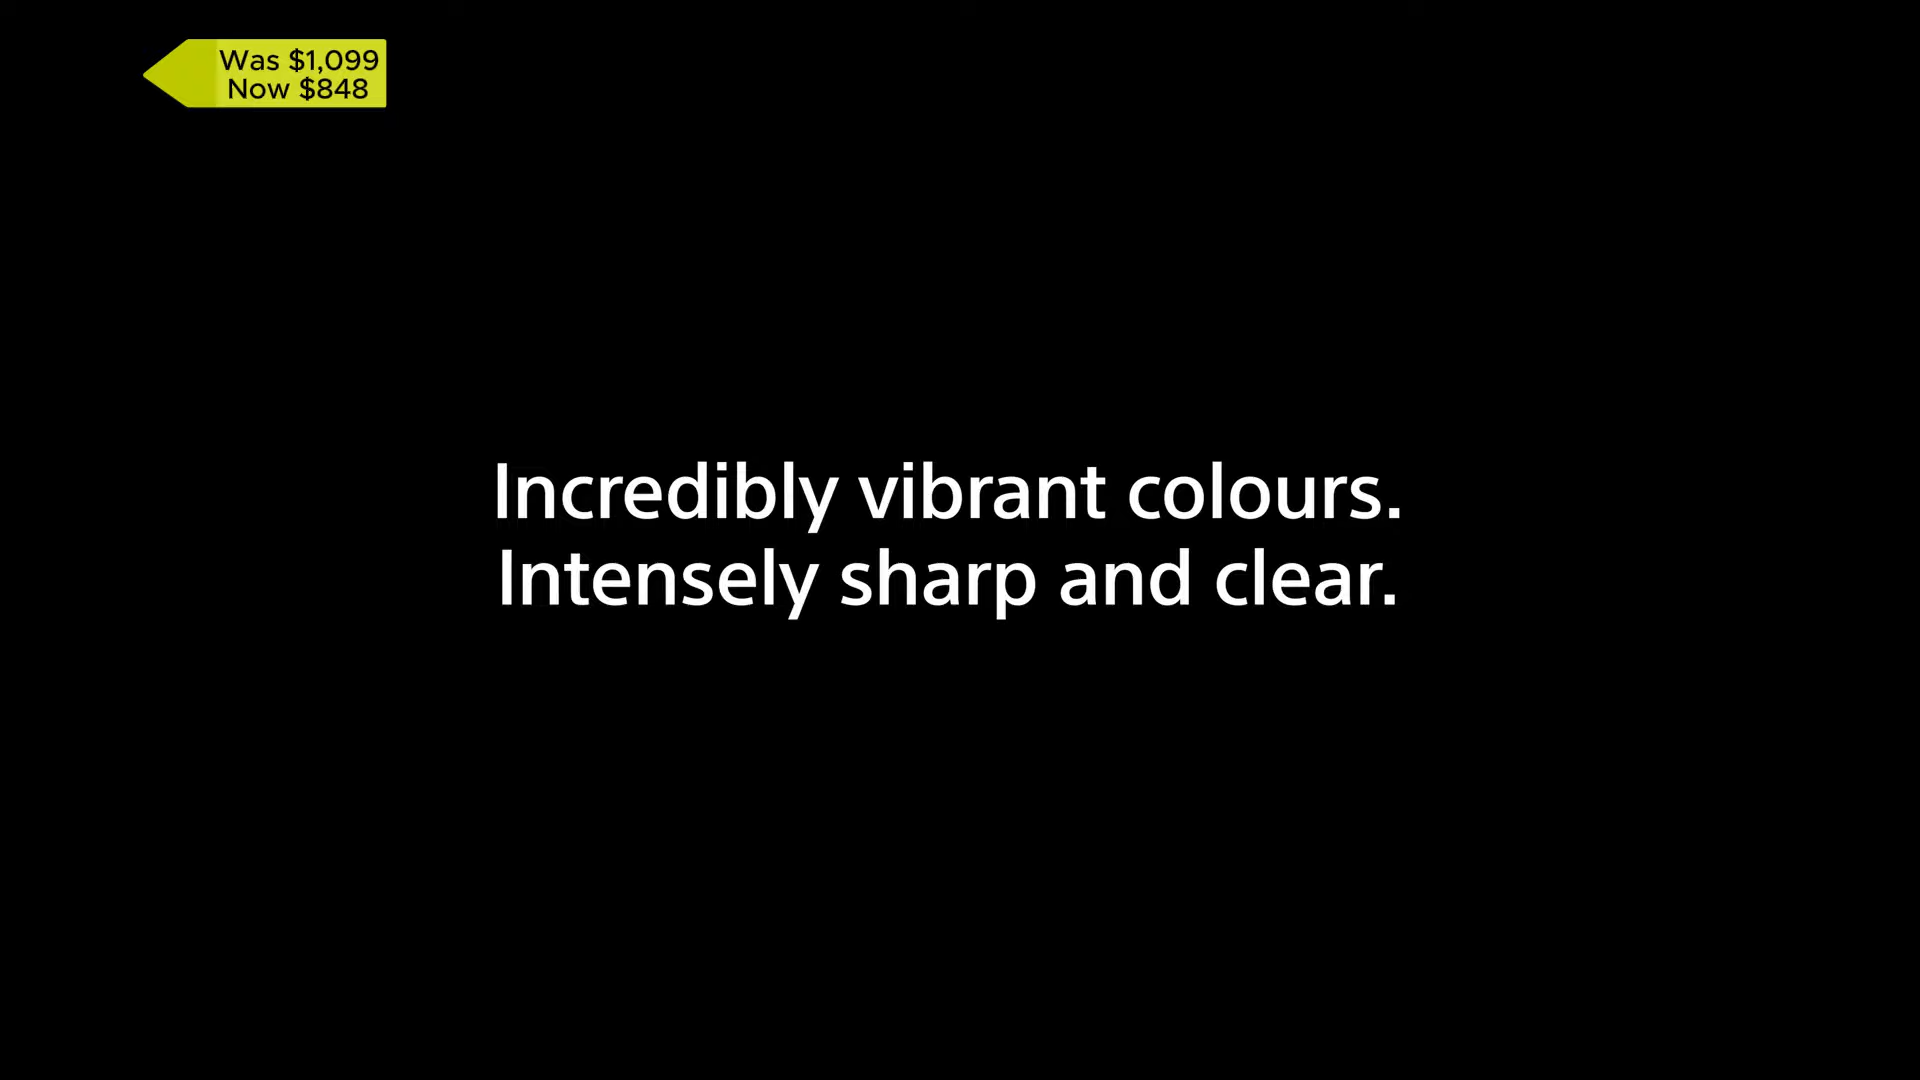 Was $1,099
Now $848
Incredibly vibrant colours.
Intensely sharp and clear.